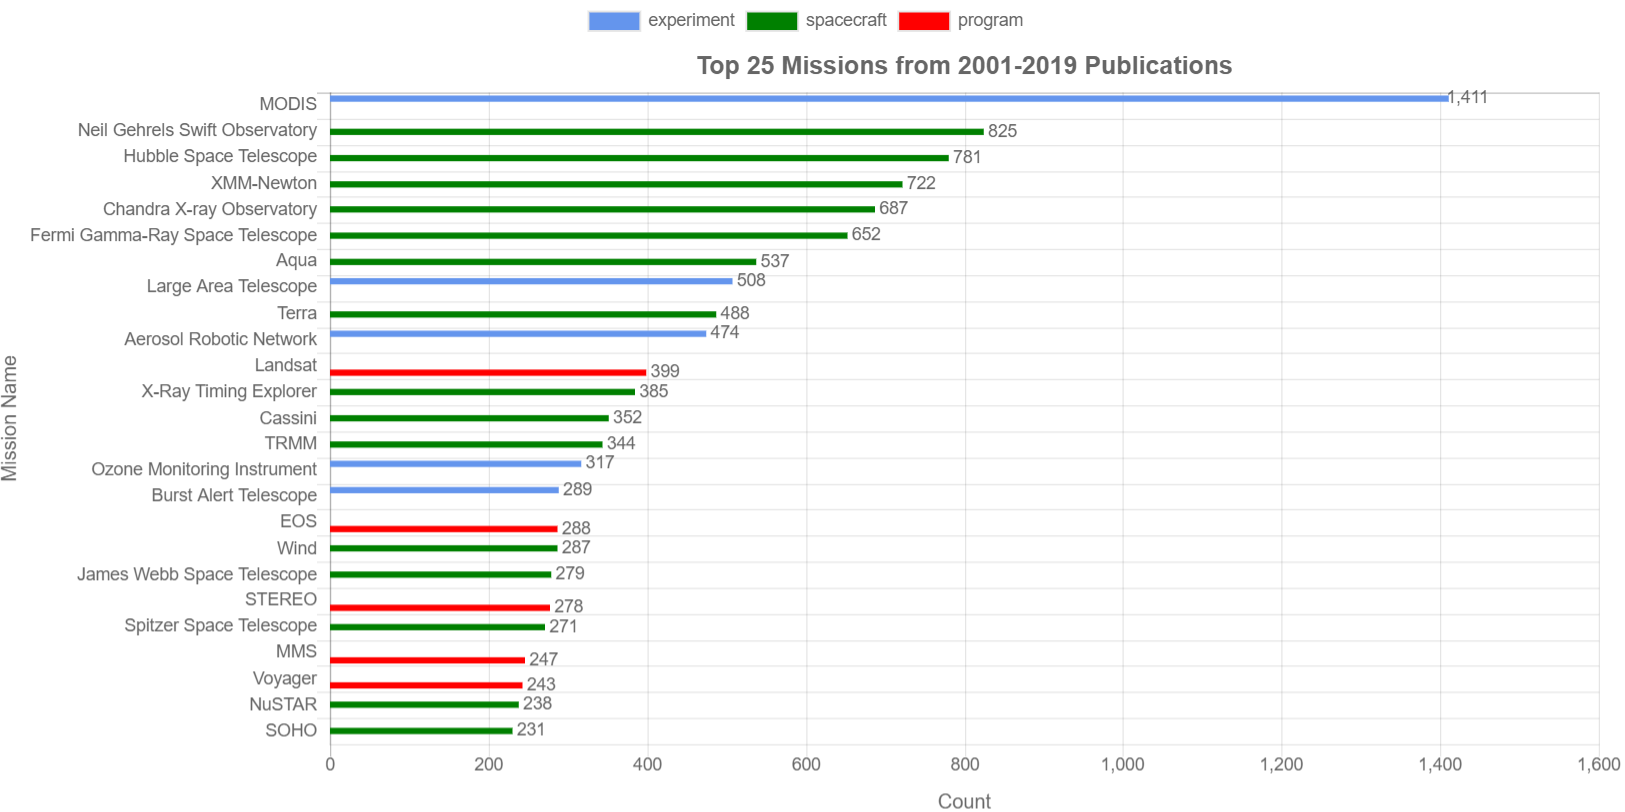 experiment spacecraft program
Top 25 Missions from 2001-2019 Publications
Mission Name
MODIS 1,411
Neil Gehrels Swift Observatory 825
Hubble Space Telescope 781
XMM-Newton 722
Chandra X-ray Observatory 687
Fermi Gamma-Ray Space Telescope 652
Aqua 537
Large Area Telescope 508
Terra 488
Aerosol Robotic Network 474
Landsat 399
X-Ray Timing Explorer 385
Cassini 352
TRMM 344
Ozone Monitoring Instrument 317
Burst Alert Telescope 289
EOS 288
Wind 287
James Webb Space Telescope 279
STEREO 278
Spitzer Space Telescope 271
MMS 247
Voyager 243
NuSTAR 238
SOHO 231
0 200 400 600 800 1,000 1,200 1,400 1,600
Count